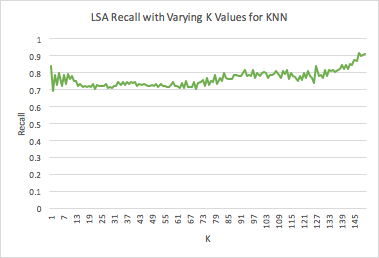 LSA Recall with Varying K Values for KNN
1
0.9
0.8
0.7
0.6
0.5
0.4
0.3
0.2
0.1
0
Recall
1 7 13 19 25 31 37 43 49 55 61 67 73 79 85 91 97 103 109 115 121 127 133 139 145
K